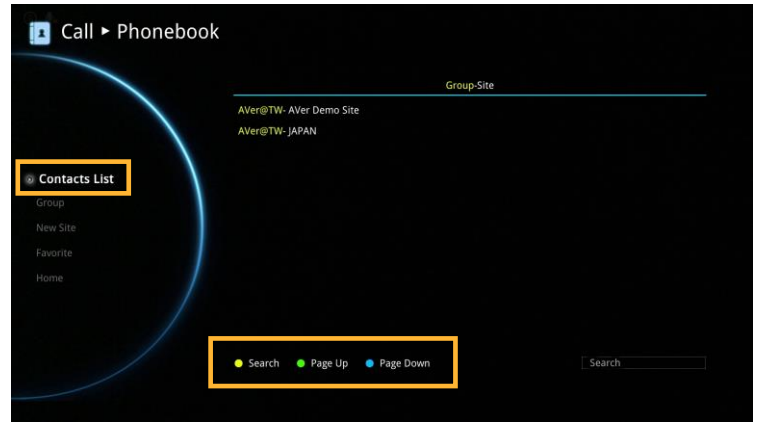 Call ▸ Phonebook
Group-Site
AVer@TW- AVer Demo Site
AVer@TW- JAPAN
Contacts List
Group
New Site
Favorite
Home
Search Page Up Page Down
Search